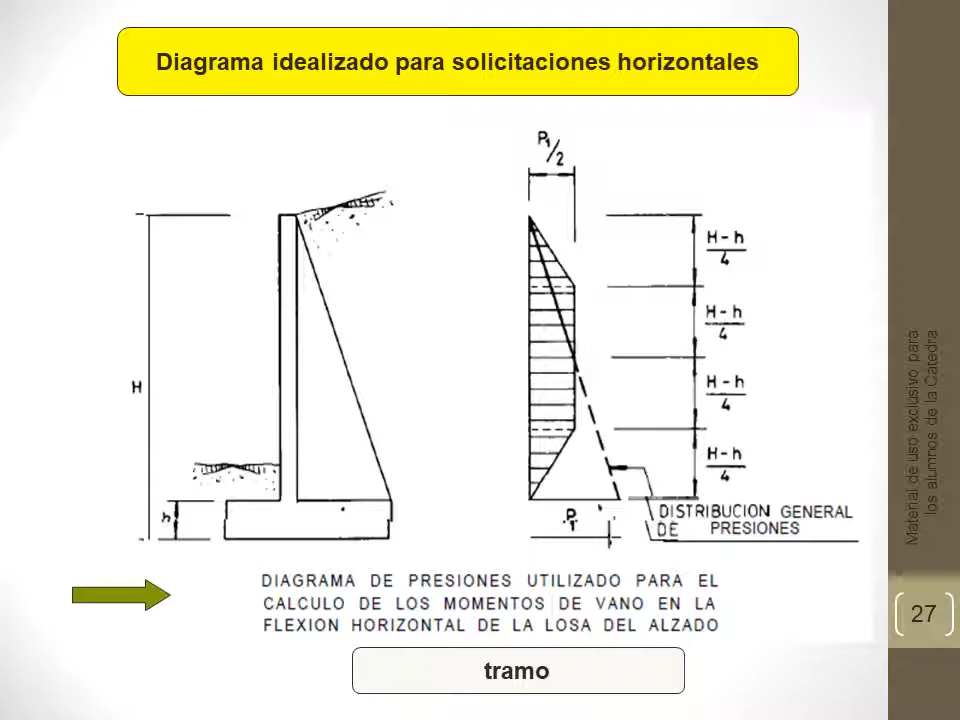 Diagrama idealizado para solicitaciones horizontales
P1/2
H
h
H - h
4
H - h
4
H - h
4
H - h
4
P1
DISTRIBUCION GENERAL
DE PRESIONES
DIAGRAMA DE PRESIONES UTILIZADO PARA EL
CALCULO DE LOS MOMENTOS DE VANO EN LA
FLEXION HORIZONTAL DE LA LOSA DEL ALZADO
tramo
Material de uso exclusivo para
los alumnos de la Catedra
27